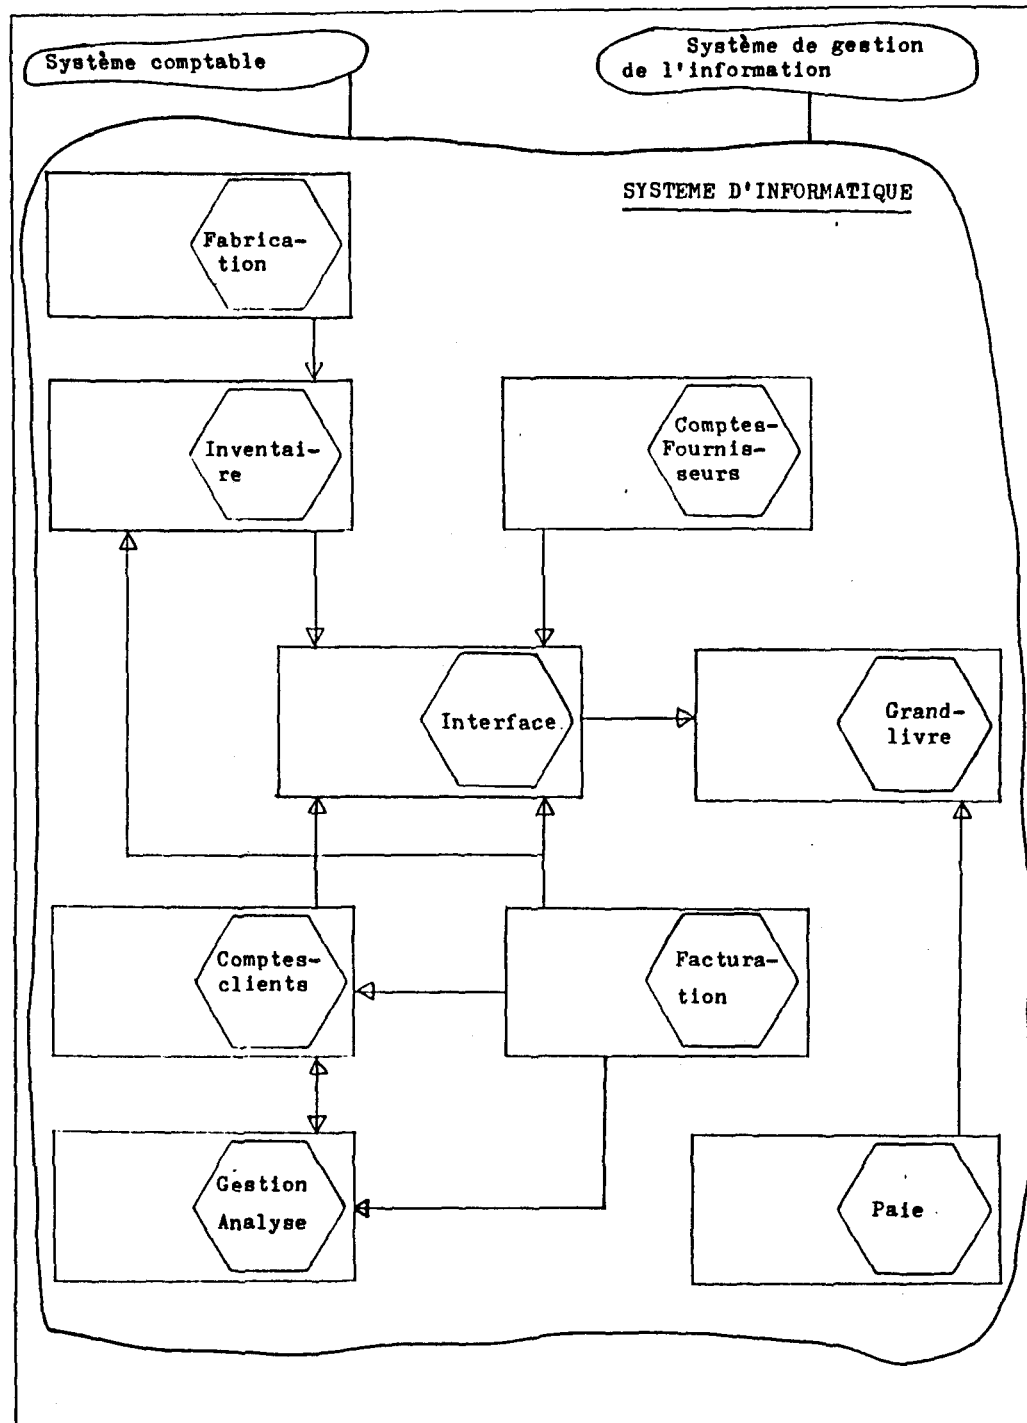 Système comptable
Système de gestion
de l'information
SYSTEME D'INFORMATIQUE
Fabrica-
tion
Inventai-
re
Comptes-
Fournis-
seurs
Interface
Grand-
livre
Comptes-
clients
Factura-
tion
Gestion
Analyse
Paie